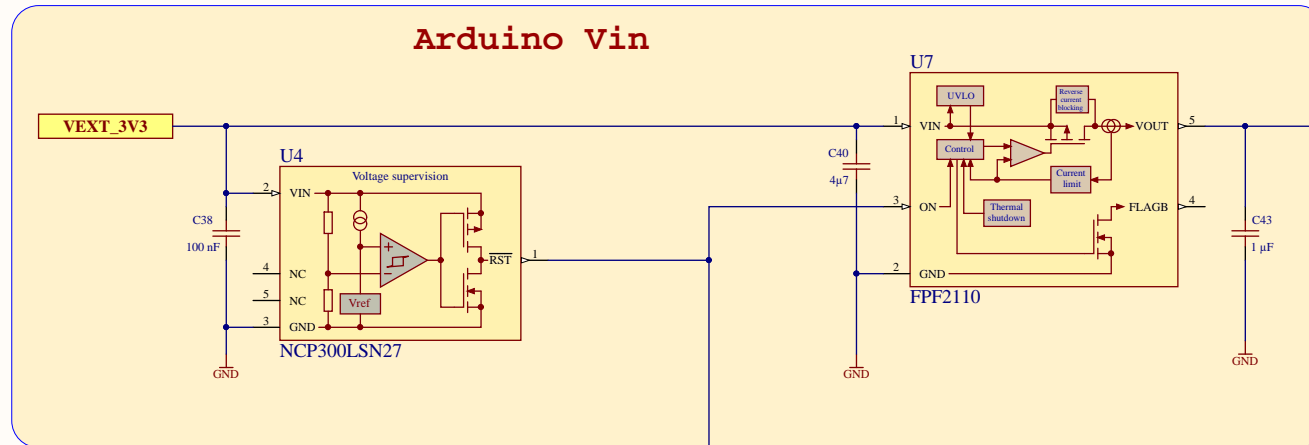 Arduino Vin
VEXT_3V3
U4
Voltage supervision
2
VIN
C38
100 nF
4
NC
5
NC
3
GND
Vref
RST
1
NCP300LSN27
GND
C40
4µ7
GND
U7
UVLO
Reverse
current
blocking
1
VIN
VOUT
5
Control
Current
limit
3
ON
Thermal
shutdown
FLAGB
4
2
GND
FPF2110
C43
1 µF
GND